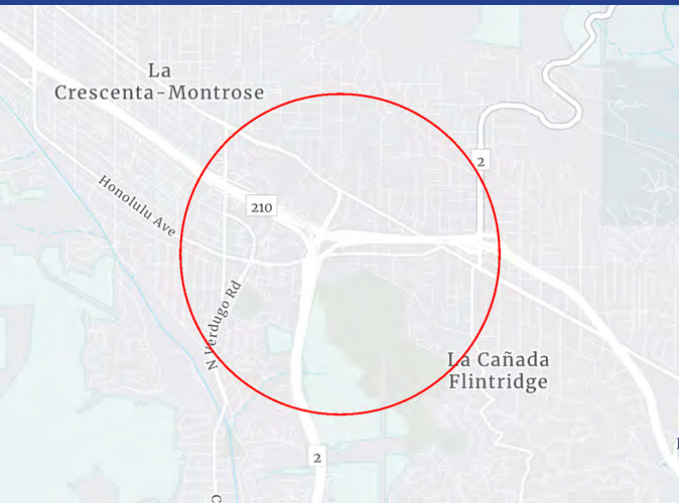 La
Crescenta-Montrose
2
Honolulu Ave
210
N Verdugo Rd
La Cañada
Flintridge
2